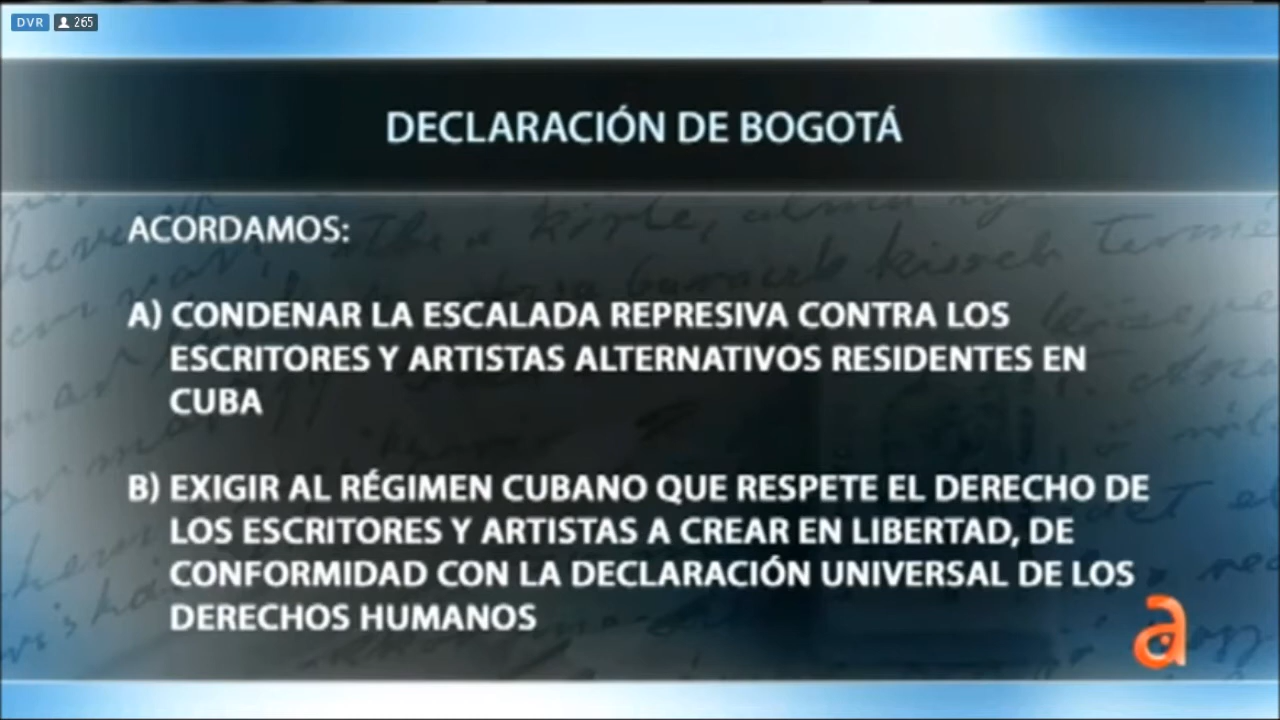 DVR 265
DECLARACIÓN DE BOGOTÁ
ACORDAMOS:
A) CONDENAR LA ESCALADA REPRESIVA CONTRA LOS
ESCRITORES Y ARTISTAS ALTERNATIVOS RESIDENTES EN
CUBA
B) EXIGIR AL RÉGIMEN CUBANO QUE RESPETE EL DERECHO DE
LOS ESCRITORES Y ARTISTAS A CREAR EN LIBERTAD, DE
CONFORMIDAD CON LA DECLARACIÓN UNIVERSAL DE LOS
DERECHOS HUMANOS
a